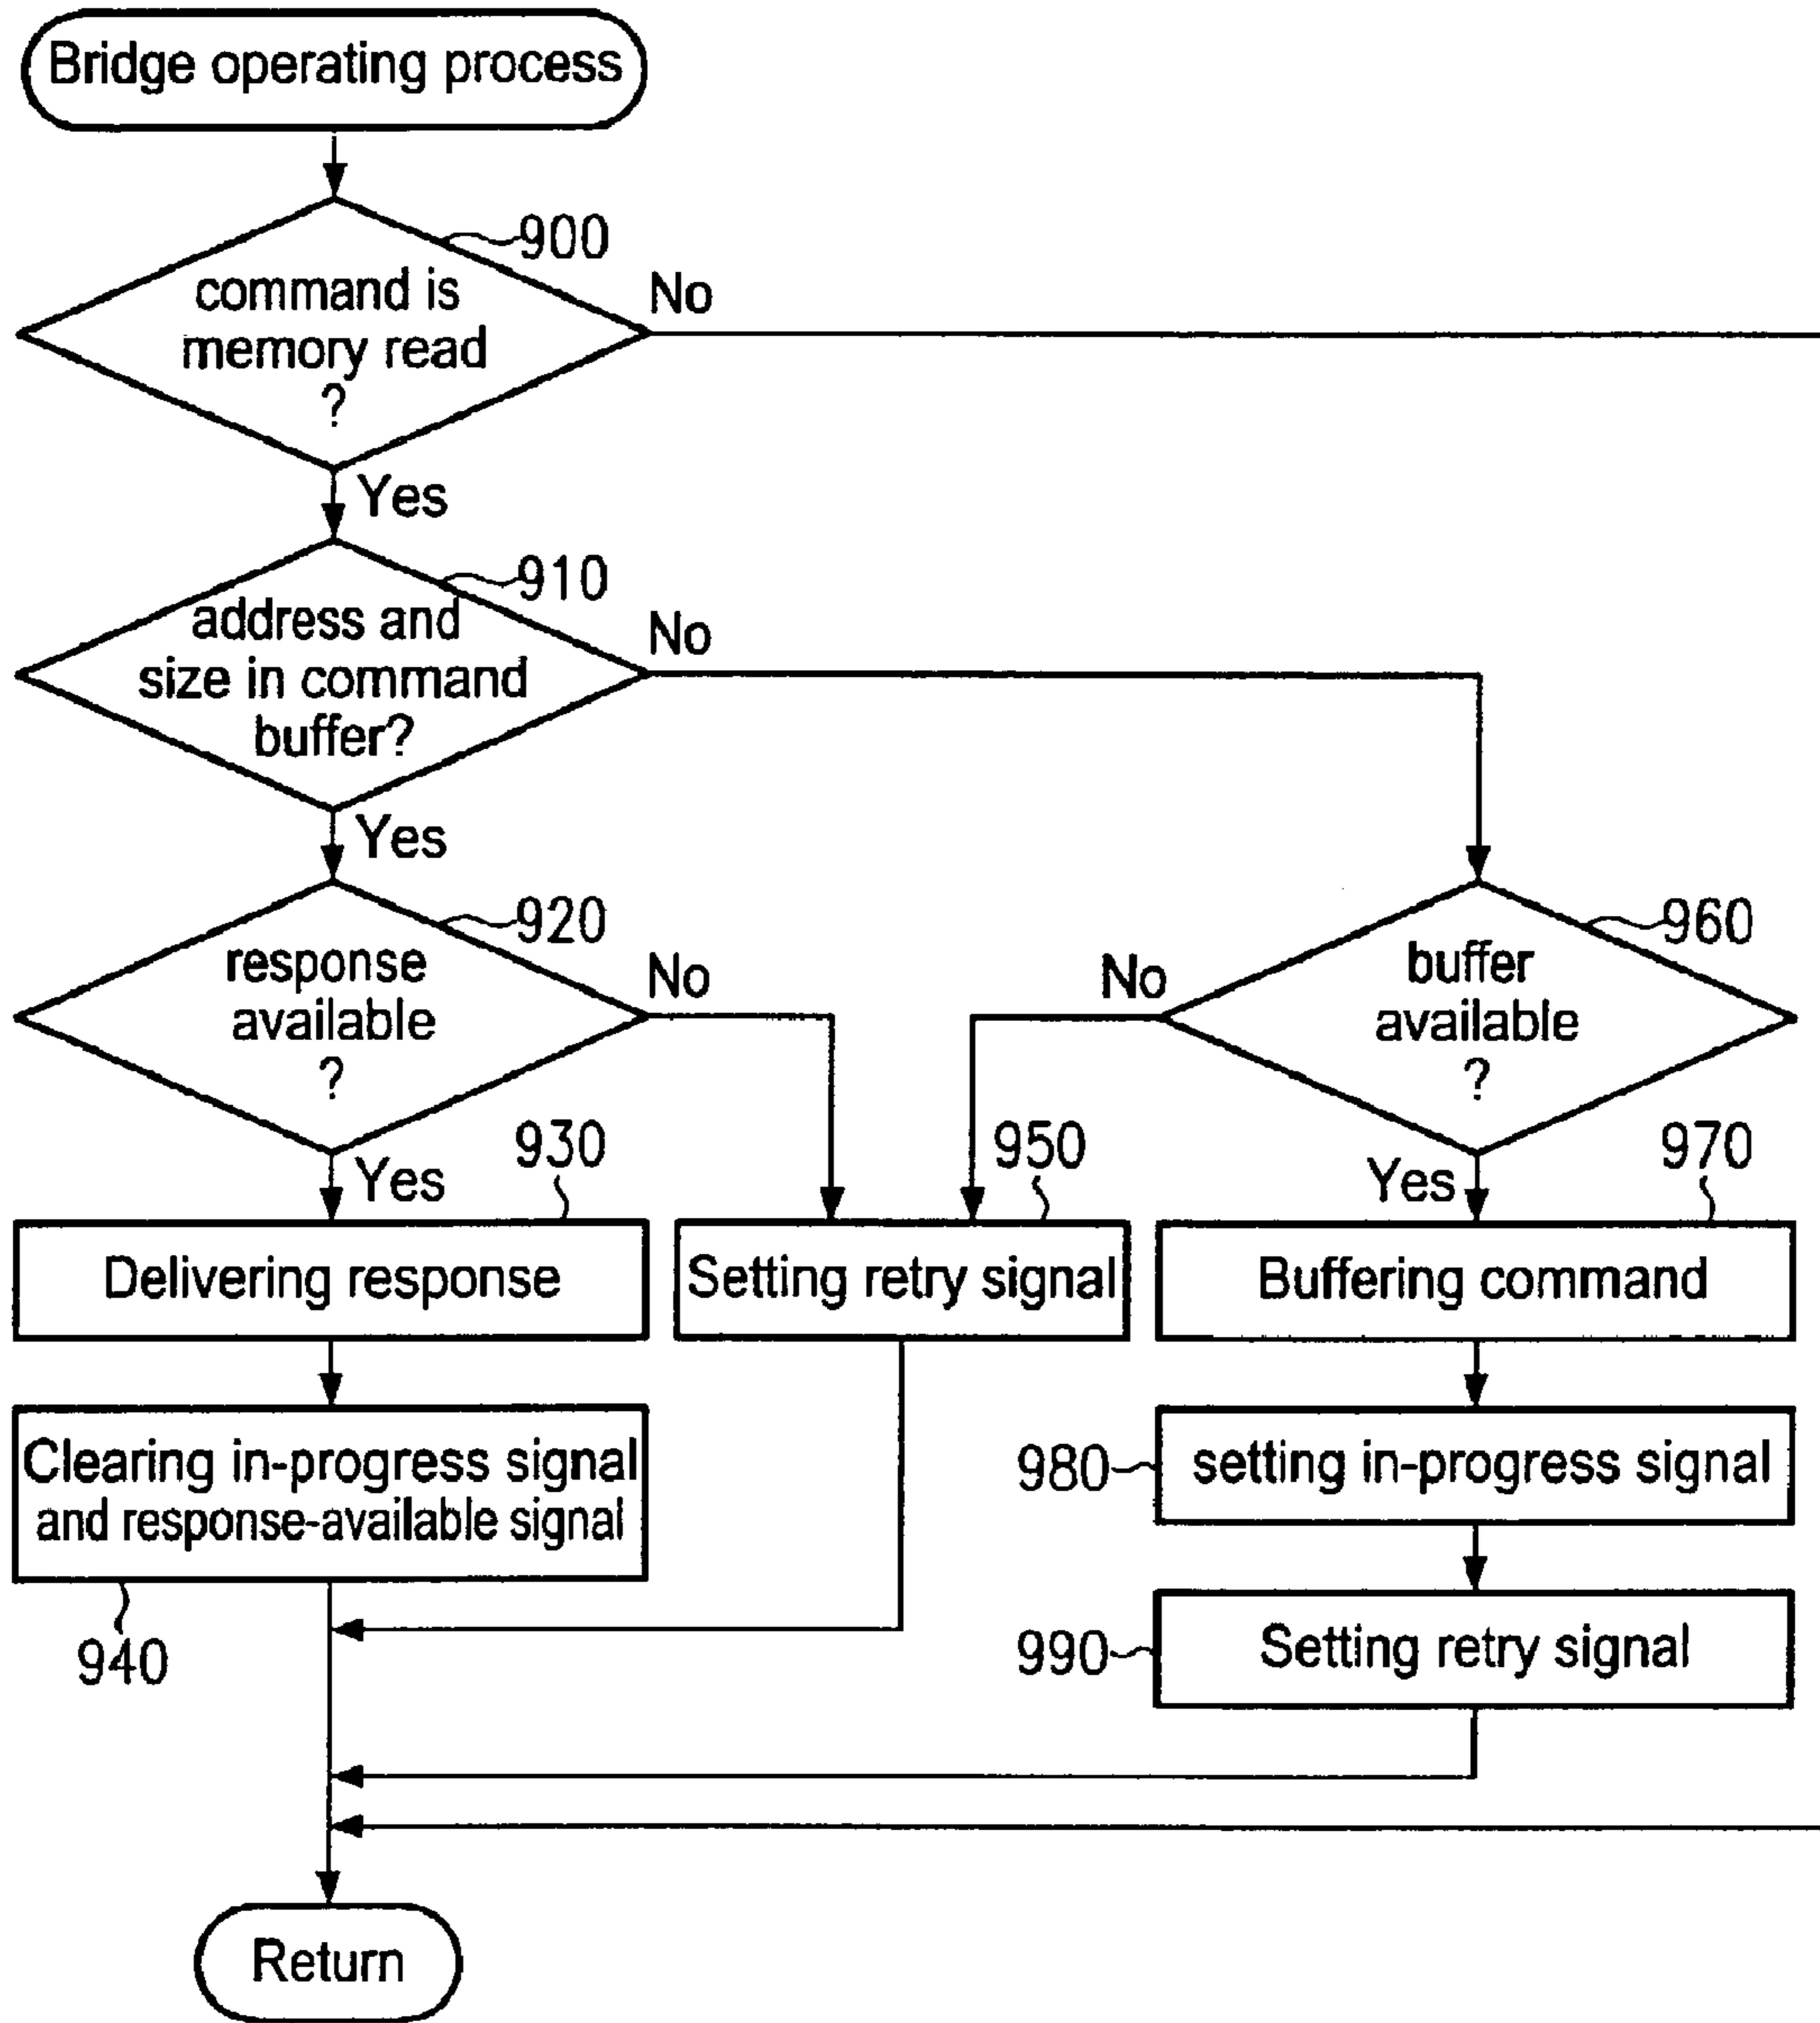 Bridge operating process
900
command is
memory read
?
No
Yes
910
address and
size in command
buffer?
No
Yes
920
response
available
?
No
Yes
960
buffer
available
?
No
Yes
930
Delivering response
950
Setting retry signal
970
Buffering command
Clearing in-progress signal
and response-available signal
940
980
setting in-progress signal
990
Setting retry signal
Return